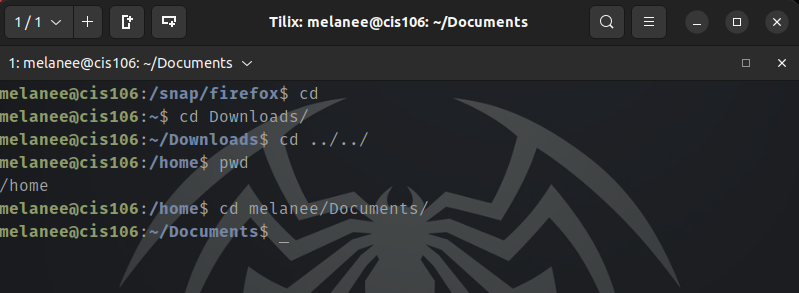 1 / 1
Tilix: melanee@cis106: ~/Documents
1: melanee@cis106: ~/Documents
melanee@cis106:/snap/firefox$ cd
melanee@cis106:~$ cd Downloads/
melanee@cis106:~/Downloads$ cd ../../
melanee@cis106:/home$ pwd
/home
melanee@cis106:/home$ cd melanee/Documents/
melanee@cis106:~/Documents$ _